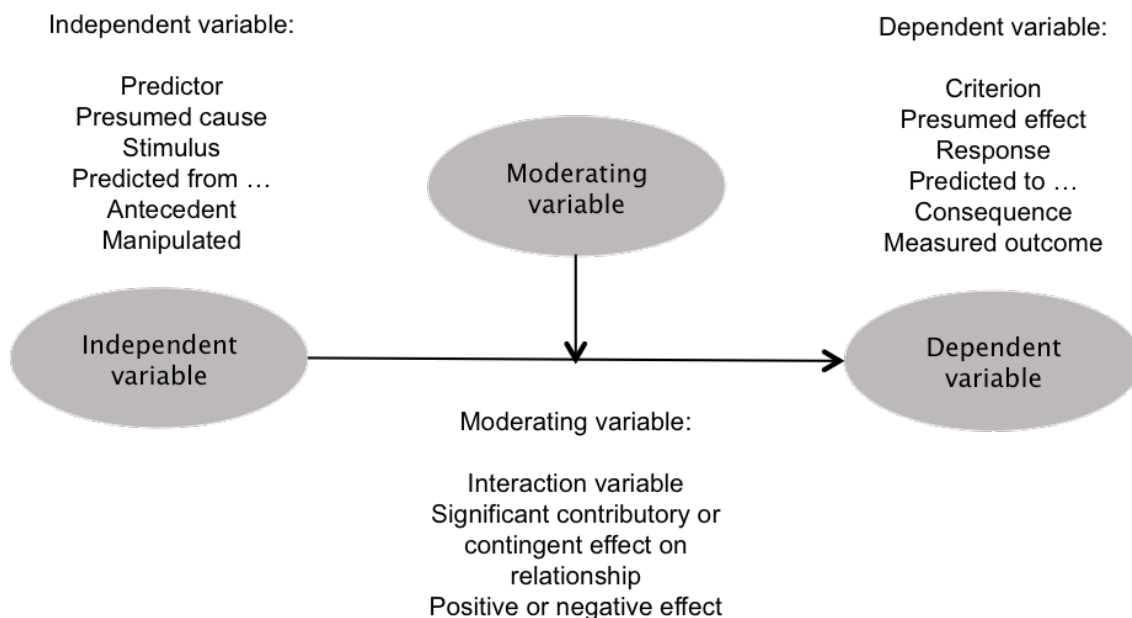 Independent variable:
Predictor
Presumed cause
Stimulus
Predicted from …
Antecedent
Manipulated
Dependent variable:
Criterion
Presumed effect
Response
Predicted to …
Consequence
Measured outcome
Moderating
variable
Independent
variable
Dependent
variable
Moderating variable:
Interaction variable
Significant contributory or
contingent effect on
relationship
Positive or negative effect